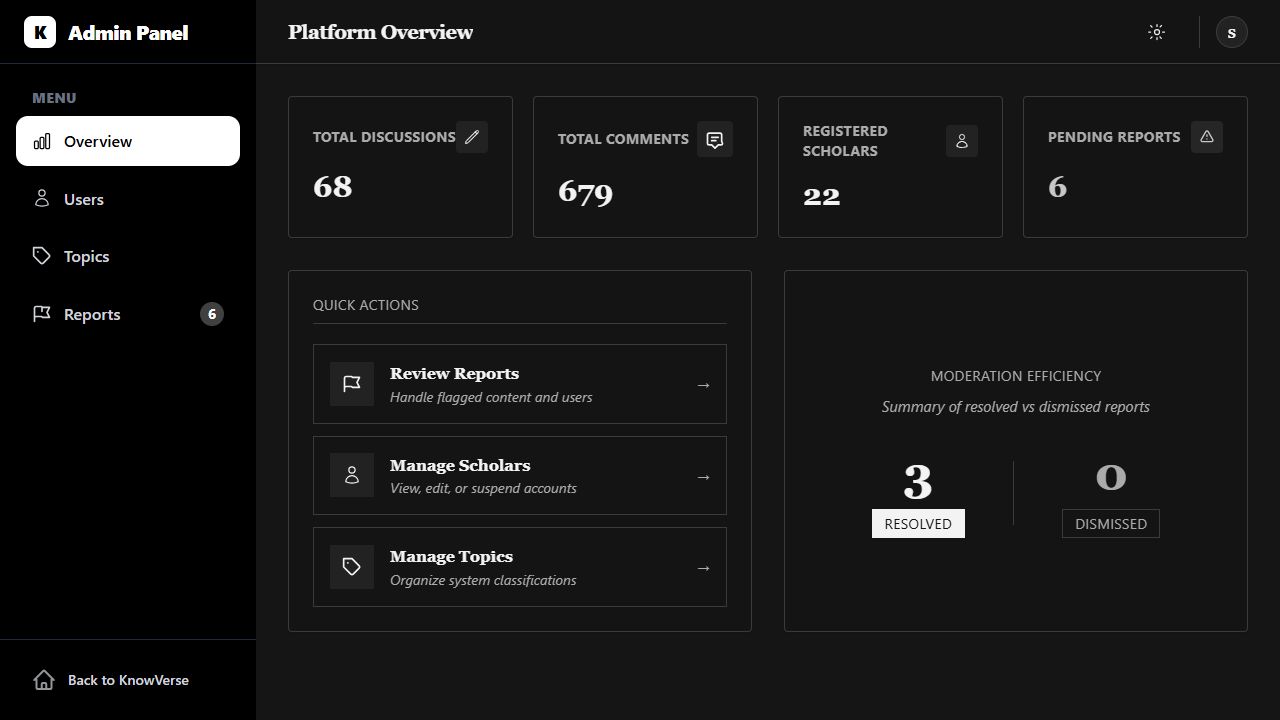 K Admin Panel
Platform Overview
S
MENU
Overview
Users
Topics
Reports 6
Back to KnowVerse
TOTAL DISCUSSIONS
68
TOTAL COMMENTS
679
REGISTERED
SCHOLARS
22
PENDING REPORTS
6
QUICK ACTIONS
Review Reports
Handle flagged content and users
→
Manage Scholars
View, edit, or suspend accounts
→
Manage Topics
Organize system classifications
→
MODERATION EFFICIENCY
Summary of resolved vs dismissed reports
3
RESOLVED
0
DISMISSED